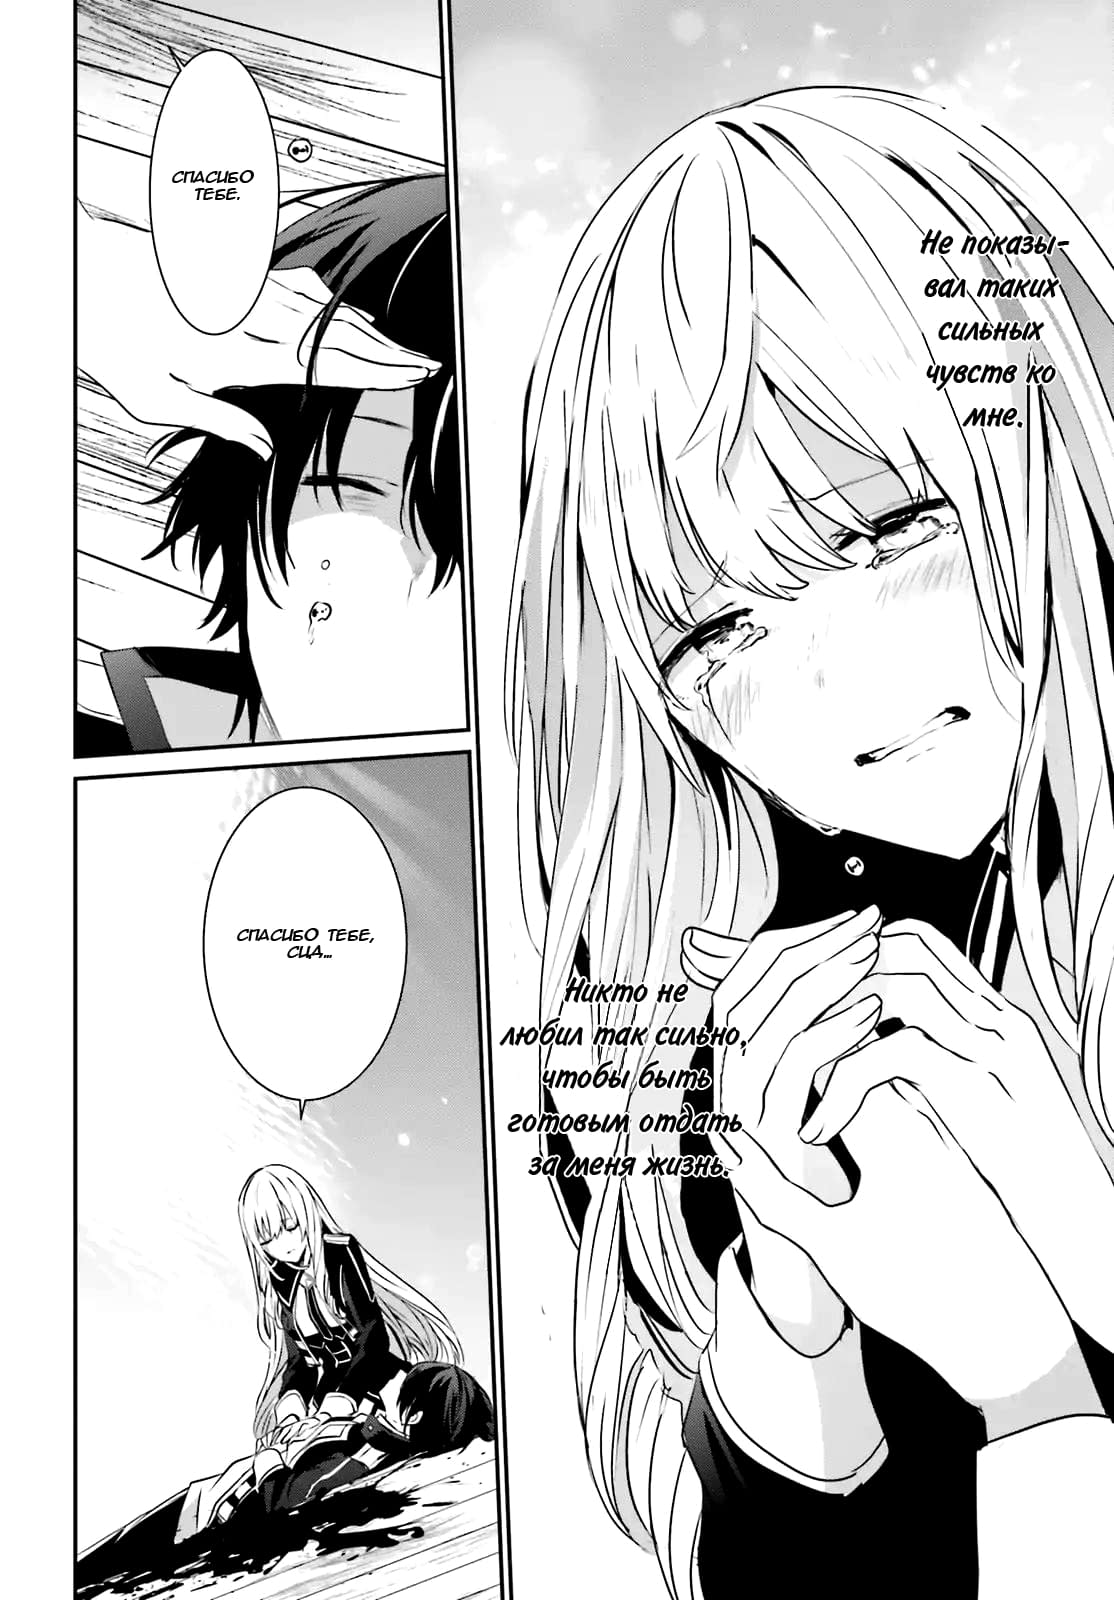 Не показы-
вал таких
сильных
чувств ко
мне.
Никто не
любил так сильно,
чтобы быть
готовым отдать
за меня жизнь.
СПАСИБО
ТЕБЕ.
СПАСИБО ТЕБЕ,
СЦА...